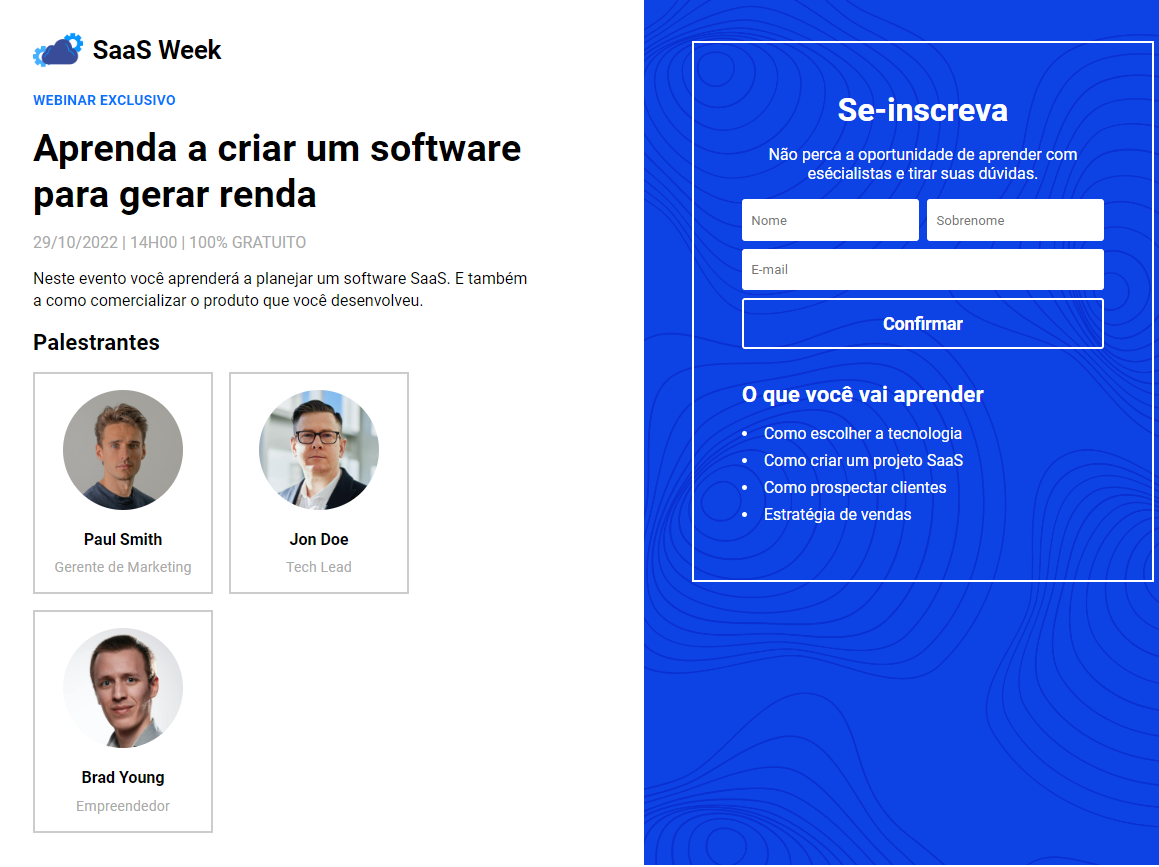 SaaS Week
WEBINAR EXCLUSIVO
Aprenda a criar um software
para gerar renda
29/10/2022 | 14H00 | 100% GRATUITO
Neste evento você aprenderá a planejar um software SaaS. E também
a como comercializar o produto que você desenvolveu.
Palestrantes
Paul Smith
Gerente de Marketing
Jon Doe
Tech Lead
Brad Young
Empreendedor
Se-inscreva
Não perca a oportunidade de aprender com
esécialistas e tirar suas dúvidas.
Nome
Sobrenome
E-mail
Confirmar
O que você vai aprender
• Como escolher a tecnologia
• Como criar um projeto SaaS
• Como prospectar clientes
• Estratégia de vendas